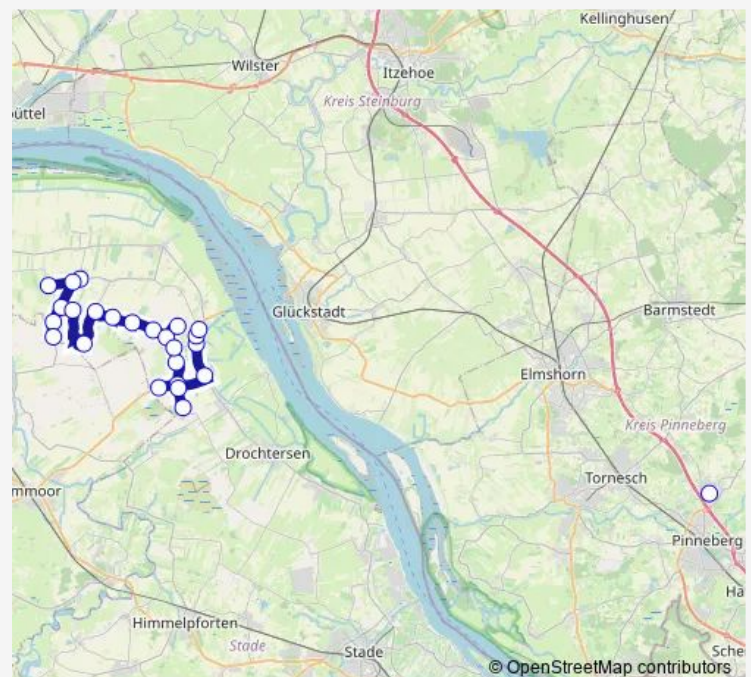 Kellinghusen
Wilster
Itzehoe
Kreis Steinburg
üttel
Glückstadt
Barmstedt
Elmshorn
Kreis Pinneberg
Drochtersen
Tornesch
mmoor
Pinneberg
Ha
Himmelpforten
Stade
Stade
Sche
© OpenStreetMap contributors